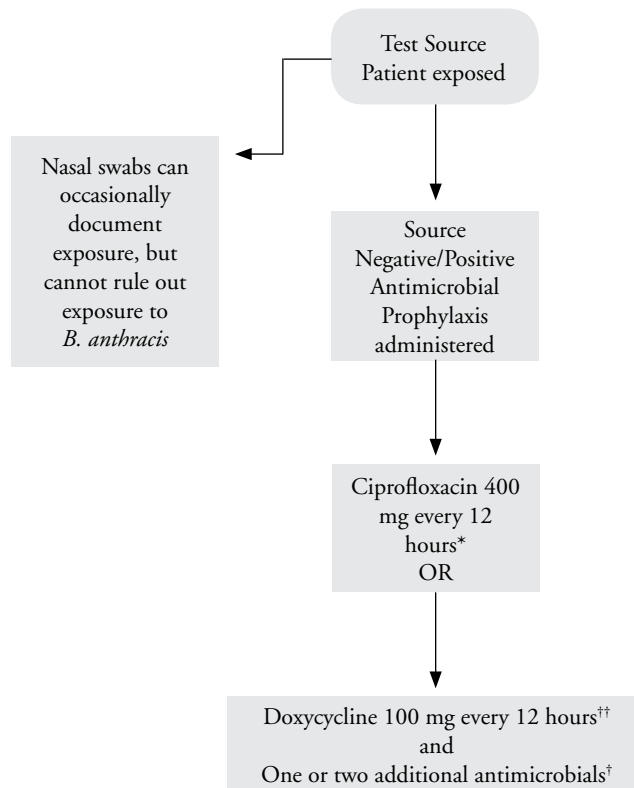 Test Source
Patient exposed
Nasal swabs can
occasionally
document
exposure, but
cannot rule out
exposure to
B. anthracis
Source
Negative/Positive
Antimicrobial
Prophylaxis
administered
Ciprofloxacin 400
mg every 12
hours*
OR
Doxycycline 100 mg every 12 hours††
and
One or two additional antimicrobials†